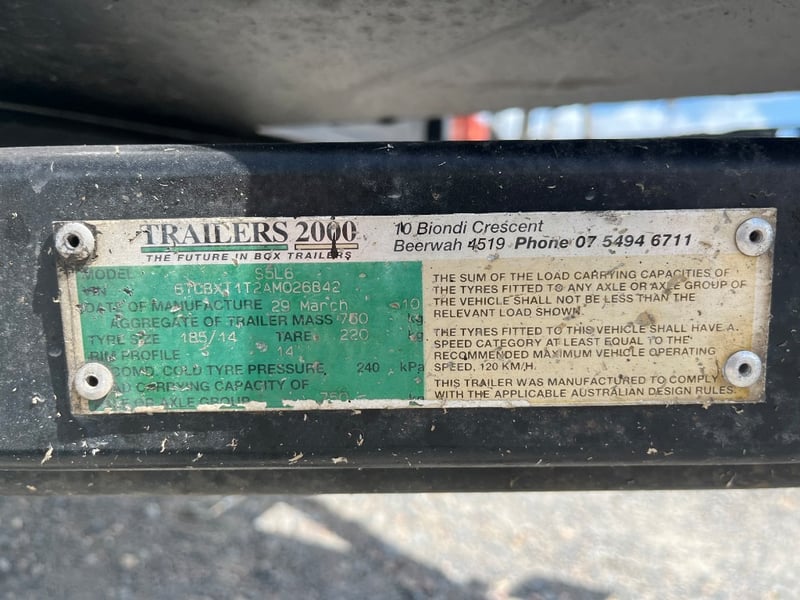 TRAILERS 2000
THE FUTURE IN BOX TRAILERS
10 Biondi Crescent
Beerwah 4519 Phone 07 5494 6711
MODEL S5L6
DATE OF MANUFACTURE 29 March 10
AGGREGATE OF TRAILER MASS 750 kg
TYRE SIZE 185/14 TARE 220 kg
RIM PROFILE 14
COLD TYRE PRESSURE, 240 kPa
CARRYING CAPACITY OF
OR AXLE GROUP 750 kg
THE SUM OF THE LOAD CARRYING CAPACITIES OF
THE TYRES FITTED TO ANY AXLE OR AXLE GROUP OF
THE VEHICLE SHALL NOT BE LESS THAN THE
RELEVANT LOAD SHOWN.
THE TYRES FITTED TO THIS VEHICLE SHALL HAVE A
SPEED CATEGORY AT LEAST EQUAL TO THE
RECOMMENDED MAXIMUM VEHICLE OPERATING
SPEED, 120 KM/H.
THIS TRAILER WAS MANUFACTURED TO COMPLY
WITH THE APPLICABLE AUSTRALIAN DESIGN RULES.